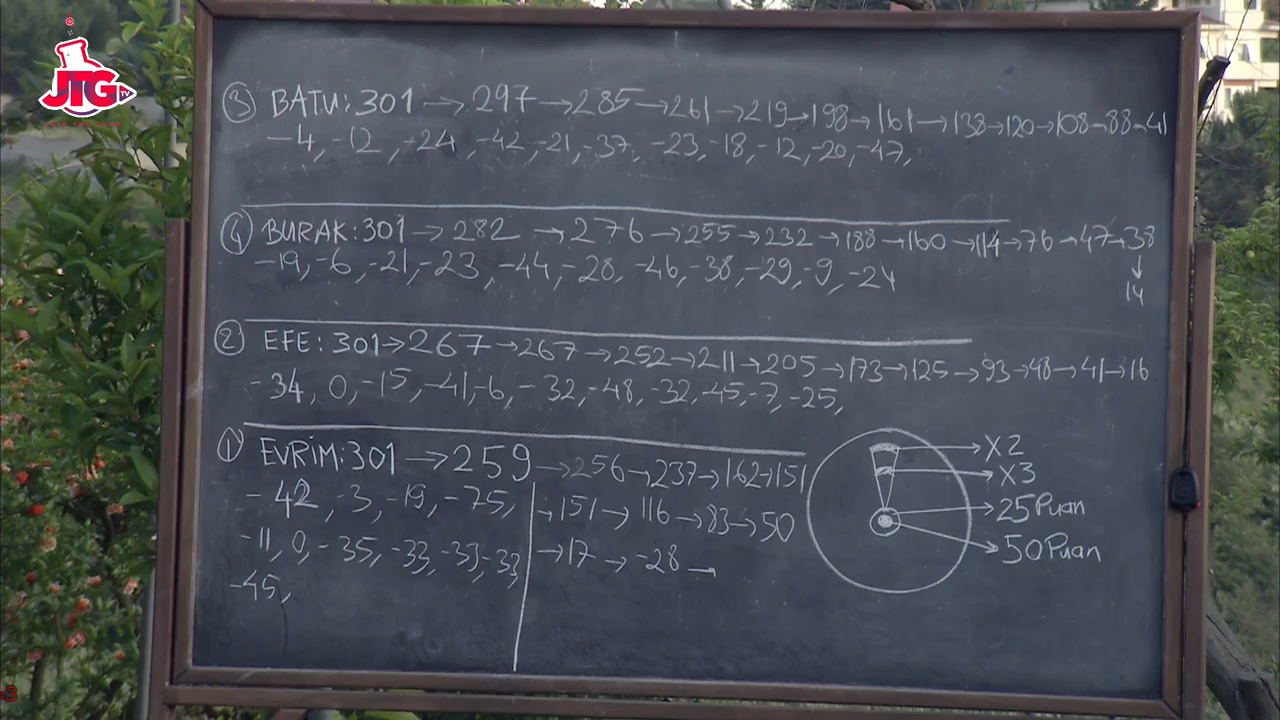 JTG TV
③ BATU: 301 → 297 → 285 → 261 → 219 → 198 → 161 → 138 → 120 → 108 → 88 → 41
-4, -12, -24, -42, -21, -37, -23, -18, -12, -20, -47,
④ BURAK: 301 → 282 → 276 → 255 → 232 → 188 → 160 → 114 → 76 → 47 → 38
↓
14
-19, -6, -21, -23, -44, -28, -46, -38, -29, -9, -24
② EFE: 301 → 267 → 267 → 252 → 211 → 205 → 173 → 125 → 93 → 48 → 41 → 16
-34, 0, -15, -41, -6, -32, -48, -32, -45, -7, -25,
① EVRİM: 301 → 259 → 256 → 237 → 162 → 151
-42, -3, -19, -75,
-11, 0, -35, -33, -33, -33,
-45,
→ 151 → 116 → 83 → 50
→ 17 → -28 →
→ X2
→ X3
→ 25 Puan
→ 50 Puan